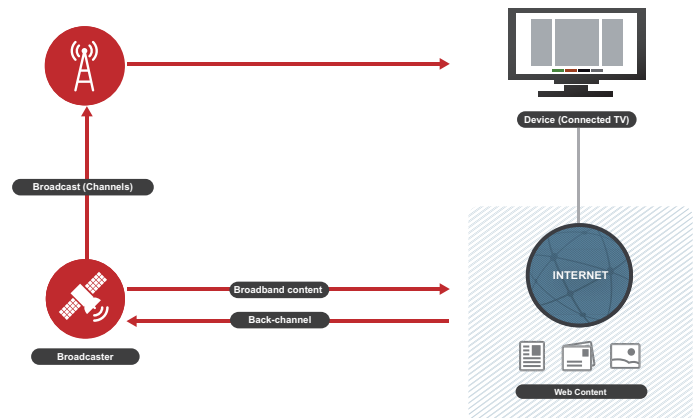 Device (Connected TV)
Broadcast (Channels)
INTERNET
Broadband content
Back-channel
Broadcaster
Web Content